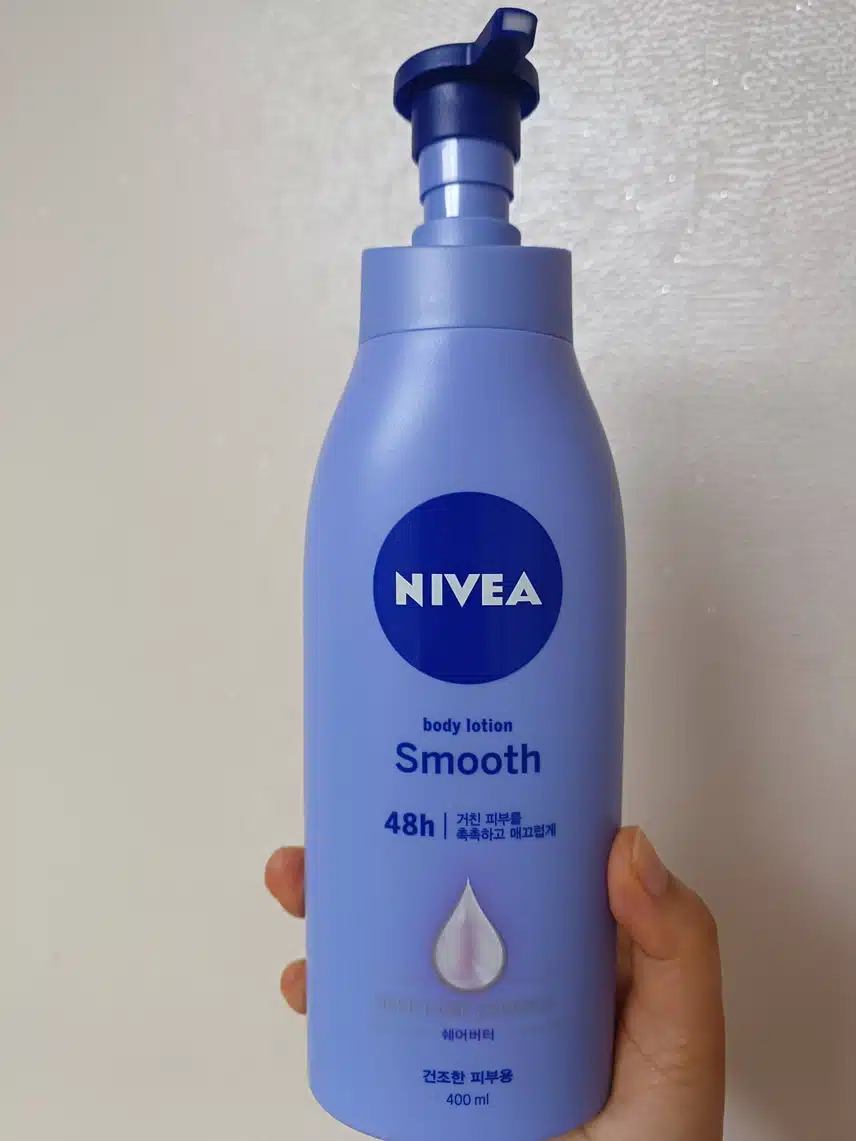 NIVEA
body lotion
Smooth
48h
거친 피부를
촉촉하고 매끄럽게
쉐어버터
건조한 피부용
400 ml